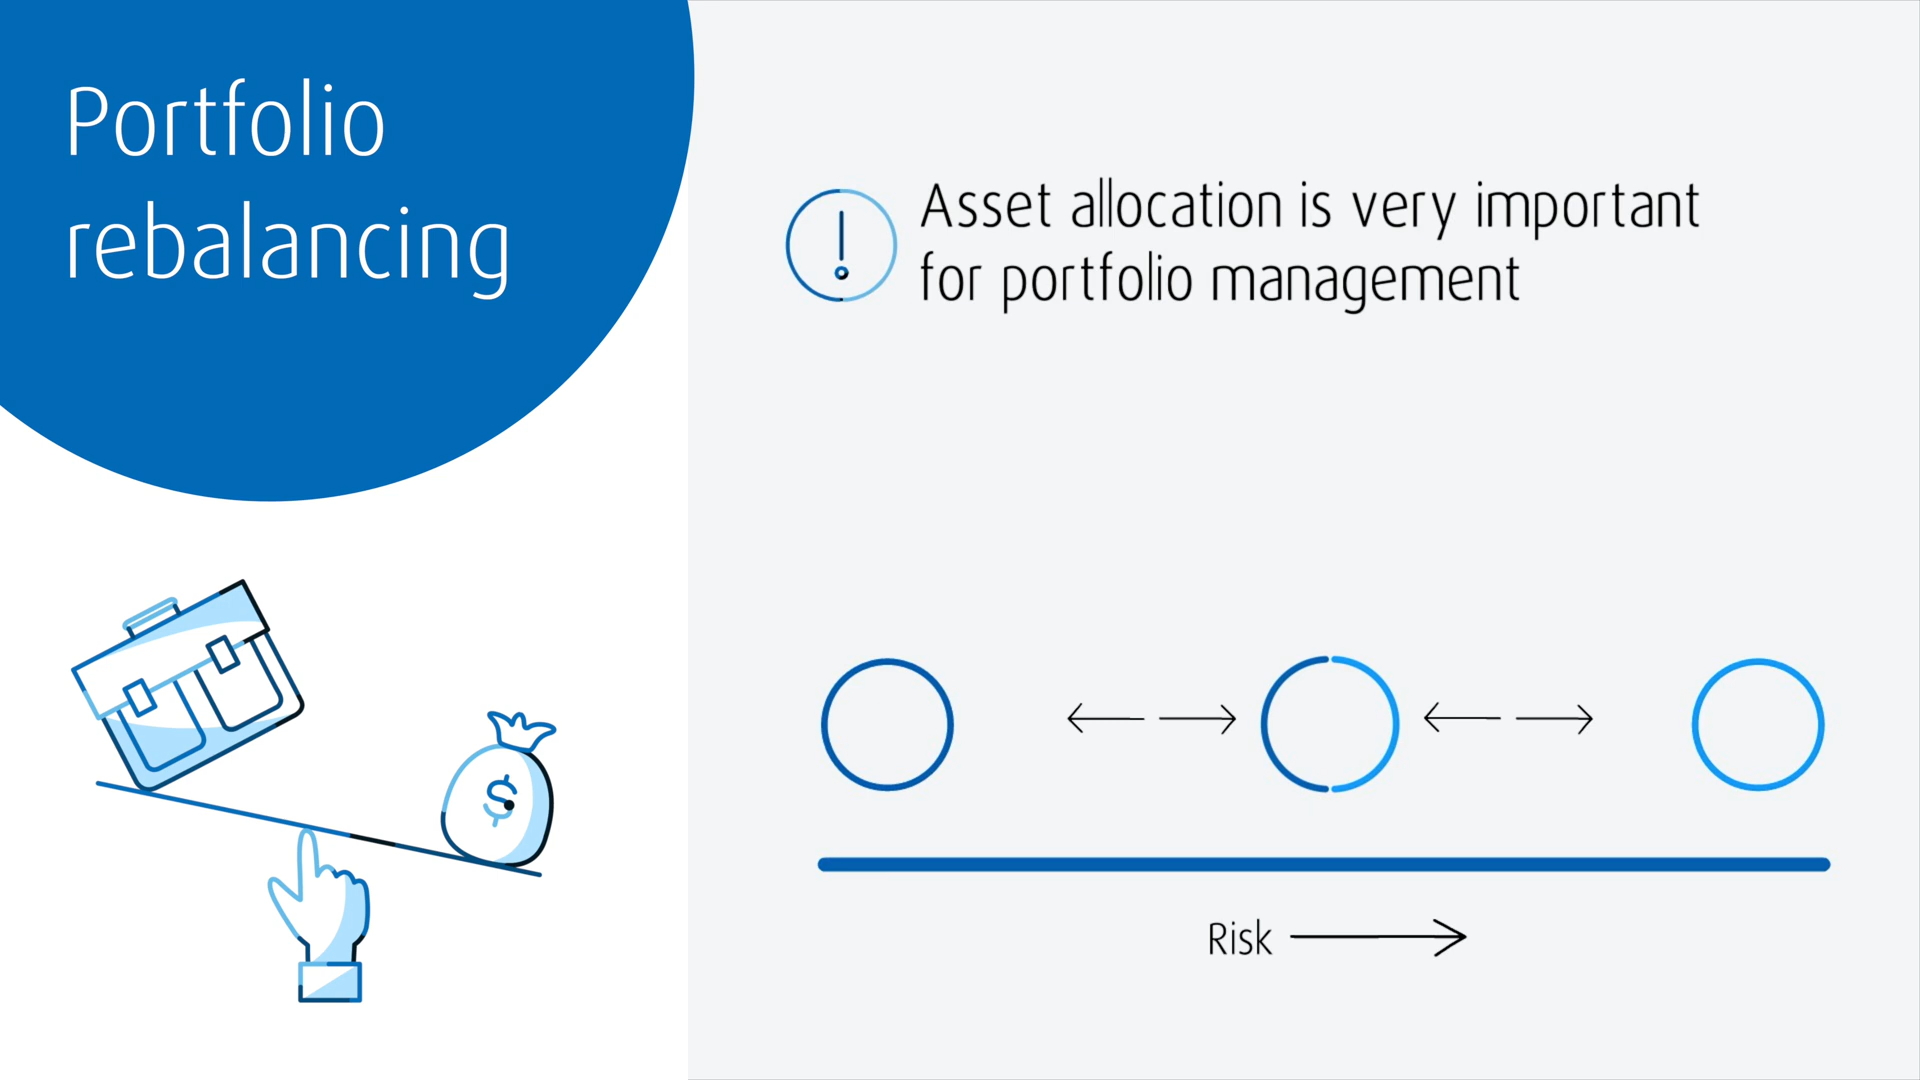 Portfolio
rebalancing
Asset allocation is very important
for portfolio management
$
Risk